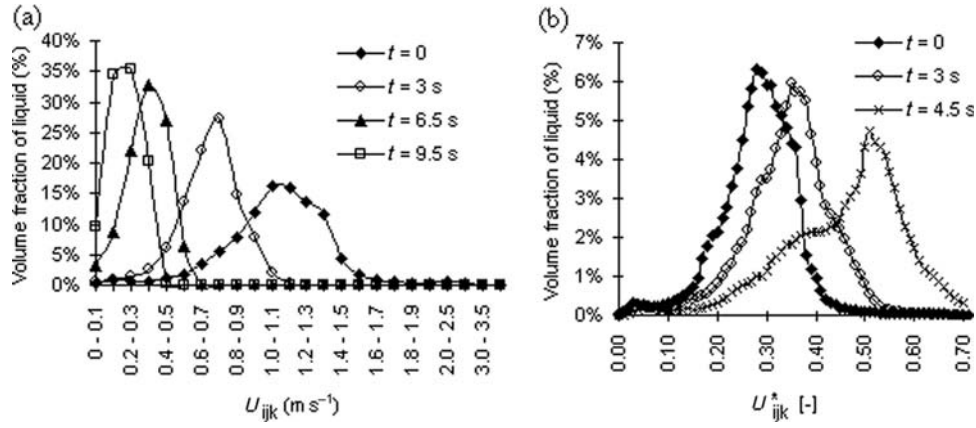 (a)
Volume fraction of liquid (%)
40%
35%
30%
25%
20%
15%
10%
5%
0%
t = 0
t = 3 s
t = 6.5 s
t = 9.5 s
0 - 0.1
0.2 - 0.3
0.4 - 0.5
0.6 - 0.7
0.8 - 0.9
1.0 - 1.1
1.2 - 1.3
1.4 - 1.5
1.6 - 1.7
1.8 - 1.9
2.0 - 2.5
3.0 - 3.5
U ijk (m s⁻¹)
(b)
Volume fraction of liquid (%)
7%
6%
5%
4%
3%
2%
1%
0%
t = 0
t = 3 s
t = 4.5 s
0.00
0.10
0.20
0.30
0.40
0.50
0.60
0.70
U* ijk [-]